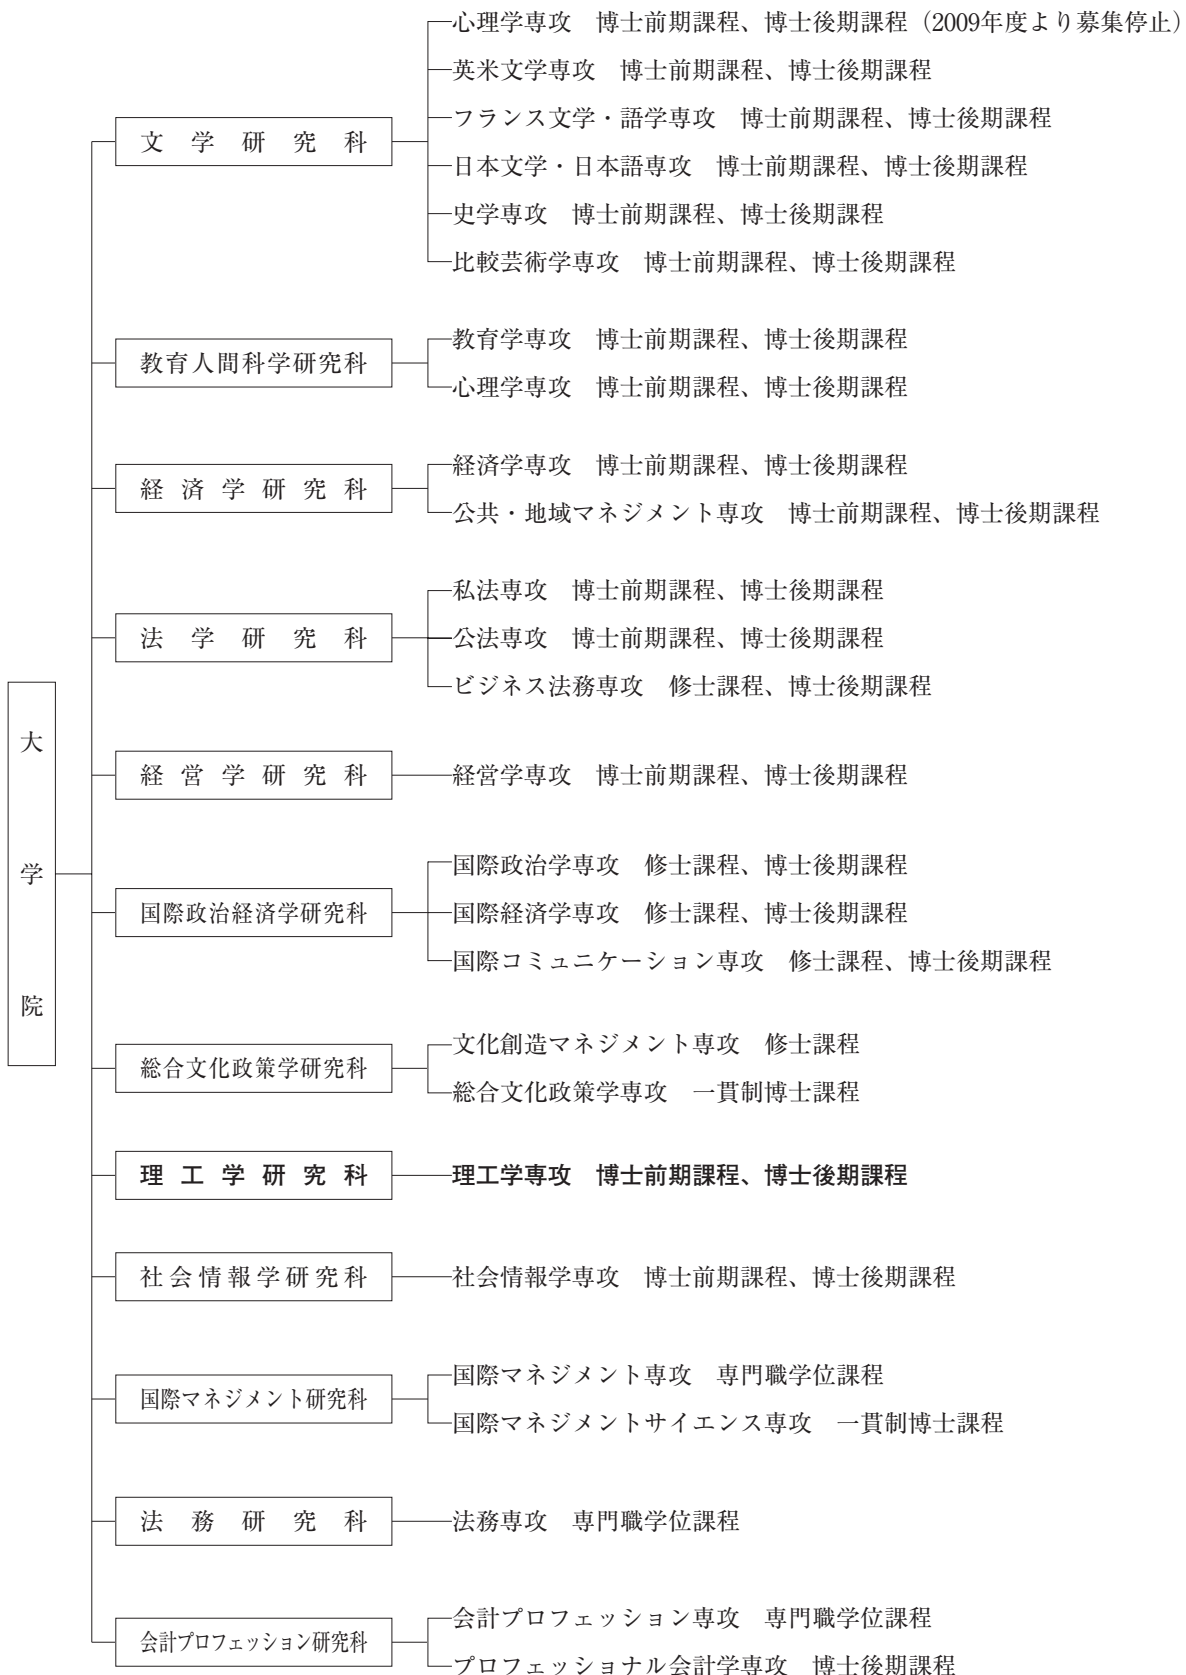 大学院
文学研究科
心理学専攻　博士前期課程、博士後期課程（2009年度より募集停止）
英米文学専攻　博士前期課程、博士後期課程
フランス文学・語学専攻　博士前期課程、博士後期課程
日本文学・日本語専攻　博士前期課程、博士後期課程
史学専攻　博士前期課程、博士後期課程
比較芸術学専攻　博士前期課程、博士後期課程
教育人間科学研究科
教育学専攻　博士前期課程、博士後期課程
心理学専攻　博士前期課程、博士後期課程
経済学研究科
経済学専攻　博士前期課程、博士後期課程
公共・地域マネジメント専攻　博士前期課程、博士後期課程
法学研究科
私法専攻　博士前期課程、博士後期課程
公法専攻　博士前期課程、博士後期課程
ビジネス法務専攻　修士課程、博士後期課程
経営学研究科
経営学専攻　博士前期課程、博士後期課程
国際政治経済学研究科
国際政治学専攻　修士課程、博士後期課程
国際経済学専攻　修士課程、博士後期課程
国際コミュニケーション専攻　修士課程、博士後期課程
総合文化政策学研究科
文化創造マネジメント専攻　修士課程
総合文化政策学専攻　一貫制博士課程
理工学研究科
理工学専攻　博士前期課程、博士後期課程
社会情報学研究科
社会情報学専攻　博士前期課程、博士後期課程
国際マネジメント研究科
国際マネジメント専攻　専門職学位課程
国際マネジメントサイエンス専攻　一貫制博士課程
法務研究科
法務専攻　専門職学位課程
会計プロフェッション研究科
会計プロフェッション専攻　専門職学位課程
プロフェッショナル会計学専攻　博士後期課程